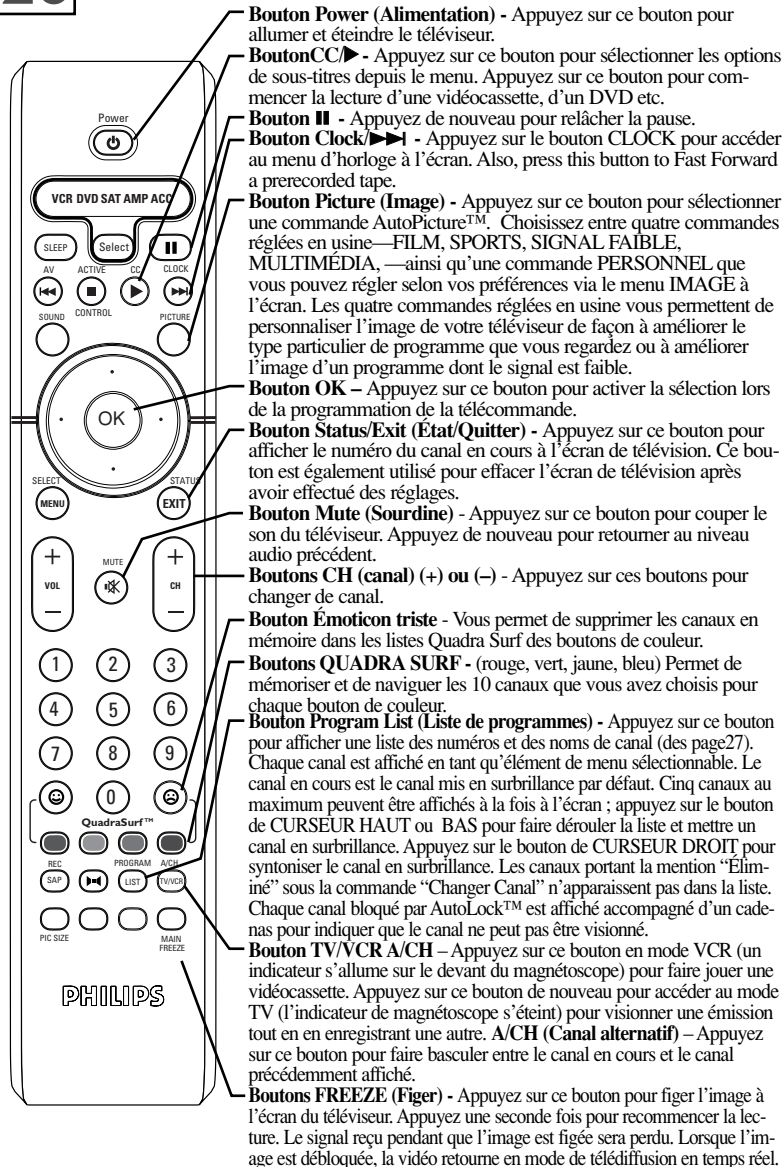 Bouton Power (Alimentation) - Appuyez sur ce bouton pour
allumer et éteindre le téléviseur.
BoutonCC/▶ - Appuyez sur ce bouton pour sélectionner les options
de sous-titres depuis le menu. Appuyez sur ce bouton pour com-
mencer la lecture d’une vidéocassette, d’un DVD etc.
Bouton ⏸ - Appuyez de nouveau pour relâcher la pause.
Bouton Clock/▶▶| - Appuyez sur le bouton CLOCK pour accéder
au menu d’horloge à l’écran. Also, press this button to Fast Forward
a prerecorded tape.
Bouton Picture (Image) - Appuyez sur ce bouton pour sélectionner
une commande AutoPicture™. Choisissez entre quatre commandes
réglées en usine—FILM, SPORTS, SIGNAL FAIBLE,
MULTIMÉDIA, —ainsi qu’une commande PERSONNEL que
vous pouvez régler selon vos préférences via le menu IMAGE à
l’écran. Les quatre commandes réglées en usine vous permettent de
personnaliser l’image de votre téléviseur de façon à améliorer le
type particulier de programme que vous regardez ou à améliorer
l’image d’un programme dont le signal est faible.
Bouton OK – Appuyez sur ce bouton pour activer la sélection lors
de la programmation de la télécommande.
Bouton Status/Exit (État/Quitter) - Appuyez sur ce bouton pour
afficher le numéro du canal en cours à l’écran de télévision. Ce bou-
ton est également utilisé pour effacer l’écran de télévision après
avoir effectué des réglages.
Bouton Mute (Sourdine) - Appuyez sur ce bouton pour couper le
son du téléviseur. Appuyez de nouveau pour retourner au niveau
audio précédent.
Boutons CH (canal) (+) ou (–) - Appuyez sur ces boutons pour
changer de canal.
Bouton Émoticon triste - Vous permet de supprimer les canaux en
mémoire dans les listes Quadra Surf des boutons de couleur.
Boutons QUADRA SURF - (rouge, vert, jaune, bleu) Permet de
mémoriser et de naviguer les 10 canaux que vous avez choisis pour
chaque bouton de couleur.
Bouton Program List (Liste de programmes) - Appuyez sur ce bouton
pour afficher une liste des numéros et des noms de canal (des page27).
Chaque canal est affiché en tant qu’élément de menu sélectionnable. Le
canal en cours est le canal mis en surbrillance par défaut. Cinq canaux au
maximum peuvent être affichés à la fois à l’écran ; appuyez sur le bouton
de CURSEUR HAUT ou BAS pour faire dérouler la liste et mettre un
canal en surbrillance. Appuyez sur le bouton de CURSEUR DROIT pour
syntoniser le canal en surbrillance. Les canaux portant la mention “Élim-
iné” sous la commande “Changer Canal” n’apparaissent pas dans la liste.
Chaque canal bloqué par AutoLock™ est affiché accompagné d’un cade-
nas pour indiquer que le canal ne peut pas être visionné.
Bouton TV/VCR A/CH – Appuyez sur ce bouton en mode VCR (un
indicateur s’allume sur le devant du magnétoscope) pour faire jouer une
vidéocassette. Appuyez sur ce bouton de nouveau pour accéder au mode
TV (l’indicateur de magnétoscope s’éteint) pour visionner une émission
tout en en enregistrant une autre. A/CH (Canal alternatif) – Appuyez
sur ce bouton pour faire basculer entre le canal en cours et le canal
précédemment affiché.
Boutons FREEZE (Figer) - Appuyez sur ce bouton pour figer l’image à
l’écran du téléviseur. Appuyez une seconde fois pour recommencer la lec-
ture. Le signal reçu pendant que l’image est figée sera perdu. Lorsque l’im-
age est débloquée, la vidéo retourne en mode de télédiffusion en temps réel.
Power
VCR DVD SAT AMP ACC
SLEEP Select
AV ACTIVE CC CLOCK
SOUND CONTROL PICTURE
OK
SELECT STATUS
MENU EXIT
+ MUTE +
VOL CH
— —
1 2 3
4 5 6
7 8 9
0
QuadraSurf™
REC PROGRAM A/CH
SAP LIST TV/VCR
PIC SIZE MAIN
FREEZE
PHILIPS